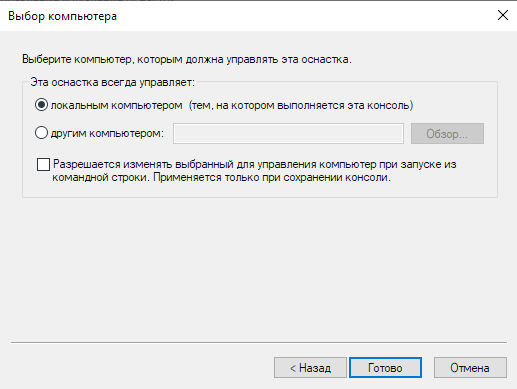 Выбор компьютера
Выберите компьютер, которым должна управлять эта оснастка.
Эта оснастка всегда управляет:
локальным компьютером (тем, на котором выполняется эта консоль)
другим компьютером:
Обзор...
Разрешается изменять выбранный для управления компьютер при запуске из
командной строки. Применяется только при сохранении консоли.
< Назад
Готово
Отмена